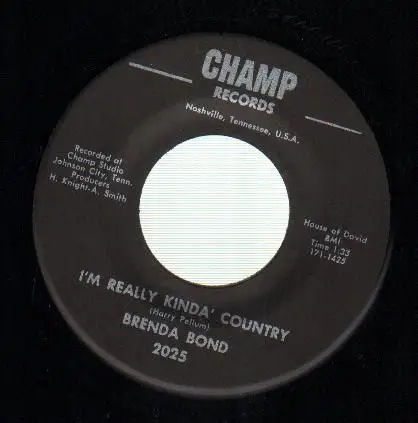 CHAMP
RECORDS
Nashville, Tennessee, U.S.A.
Recorded at
Champ Studio
Johnson City, Tenn.
Producers
H. Knight-A. Smith
House of David
BMI
Time 1:33
171-1425
I'M REALLY KINDA' COUNTRY
(Harry Pellum)
BRENDA BOND
2025